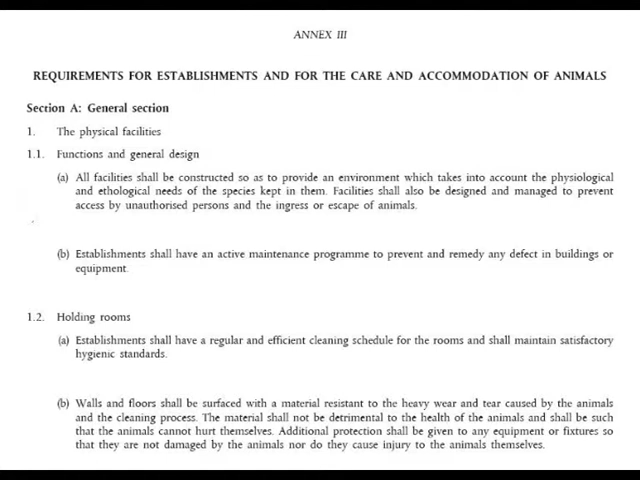 ANNEX III
REQUIREMENTS FOR ESTABLISHMENTS AND FOR THE CARE AND ACCOMMODATION OF ANIMALS
Section A: General section
1. The physical facilities
1.1. Functions and general design
(a) All facilities shall be constructed so as to provide an environment which takes into account the physiological
and ethological needs of the species kept in them. Facilities shall also be designed and managed to prevent
access by unauthorised persons and the ingress or escape of animals.
(b) Establishments shall have an active maintenance programme to prevent and remedy any defect in buildings or
equipment.
1.2. Holding rooms
(a) Establishments shall have a regular and efficient cleaning schedule for the rooms and shall maintain satisfactory
hygienic standards.
(b) Walls and floors shall be surfaced with a material resistant to the heavy wear and tear caused by the animals
and the cleaning process. The material shall not be detrimental to the health of the animals and shall be such
that the animals cannot hurt themselves. Additional protection shall be given to any equipment or fixtures so
that they are not damaged by the animals nor do they cause injury to the animals themselves.